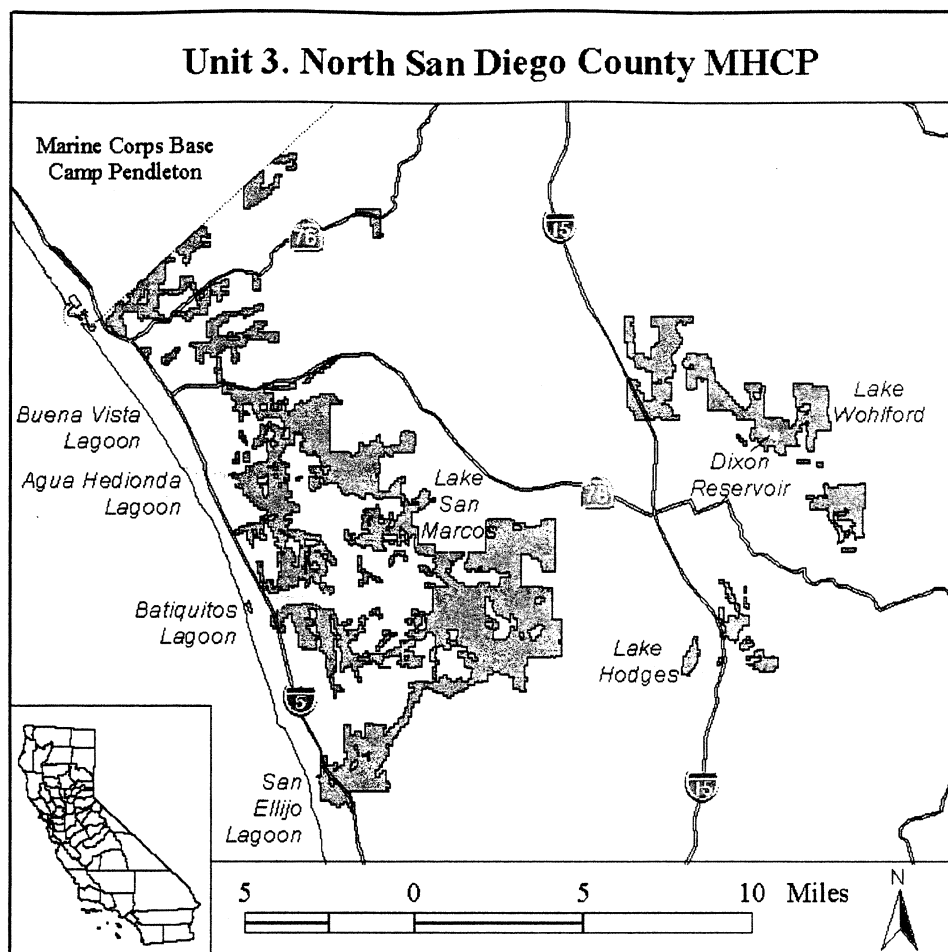 Unit 3. North San Diego County MHCP
Marine Corps Base
Camp Pendleton
76
15
Buena Vista
Lagoon
Agua Hedionda
Lagoon
Lake
San
Marcos
78
Lake
Wohlford
Dixon
Reservoir
Batiquitos
Lagoon
Lake
Hodges
5
15
San
Ellijo
Lagoon
5 0 5 10 Miles
N